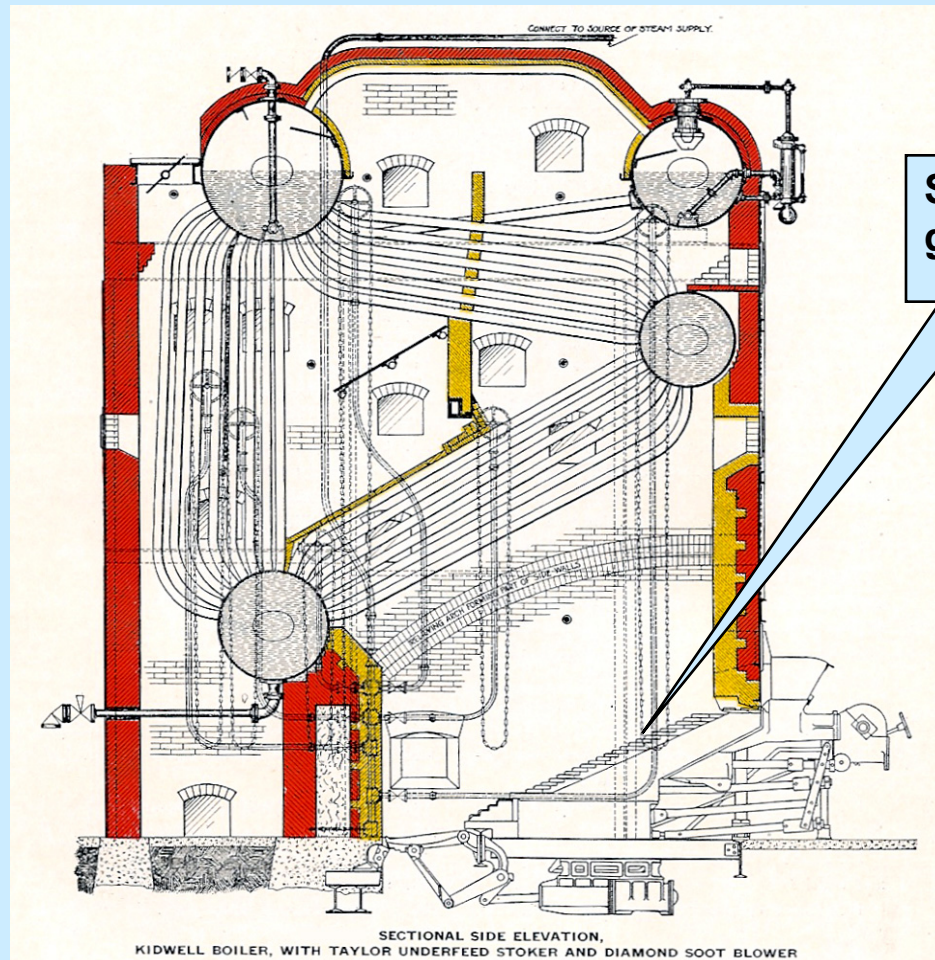 CONNECT TO SOURCE OF STEAM SUPPLY.
S
g
RELIEVING ARCH FORMING PART OF SIDE WALLS
SECTIONAL SIDE ELEVATION,
KIDWELL BOILER, WITH TAYLOR UNDERFEED STOKER AND DIAMOND SOOT BLOWER